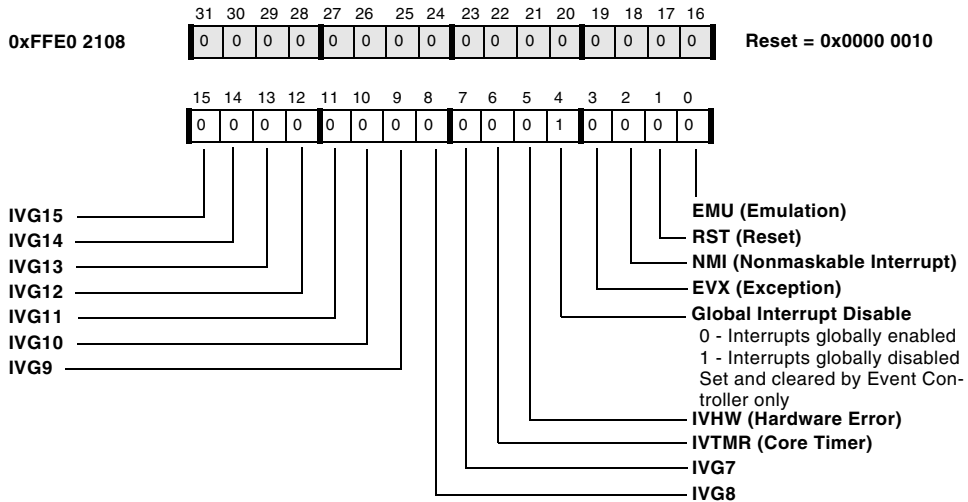 31 30 29 28 27 26 25 24 23 22 21 20 19 18 17 16
0xFFE0 2108 0 0 0 0 0 0 0 0 0 0 0 0 0 0 0 0 Reset = 0x0000 0010
15 14 13 12 11 10 9 8 7 6 5 4 3 2 1 0
0 0 0 0 0 0 0 0 0 0 0 1 0 0 0 0
IVG15
IVG14
IVG13
IVG12
IVG11
IVG10
IVG9
EMU (Emulation)
RST (Reset)
NMI (Nonmaskable Interrupt)
EVX (Exception)
Global Interrupt Disable
0 - Interrupts globally enabled
1 - Interrupts globally disabled
Set and cleared by Event Con-
troller only
IVHW (Hardware Error)
IVTMR (Core Timer)
IVG7
IVG8